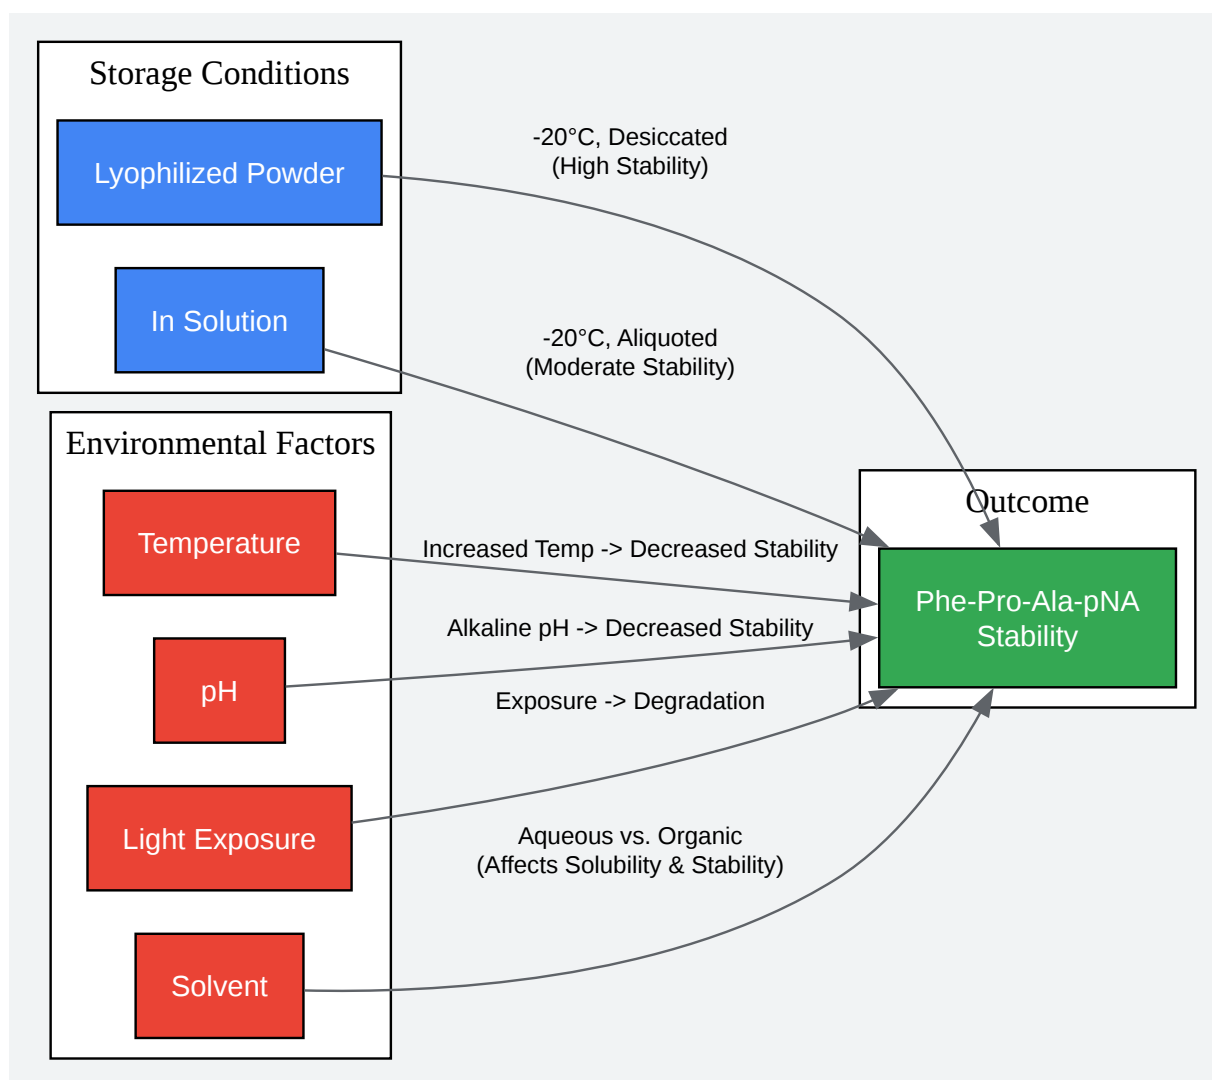 Storage Conditions
Lyophilized Powder
In Solution
-20°C, Desiccated
(High Stability)
-20°C, Aliquoted
(Moderate Stability)
Environmental Factors
Temperature
pH
Light Exposure
Solvent
Increased Temp -> Decreased Stability
Alkaline pH -> Decreased Stability
Exposure -> Degradation
Aqueous vs. Organic
(Affects Solubility & Stability)
Outcome
Phe-Pro-Ala-pNA
Stability